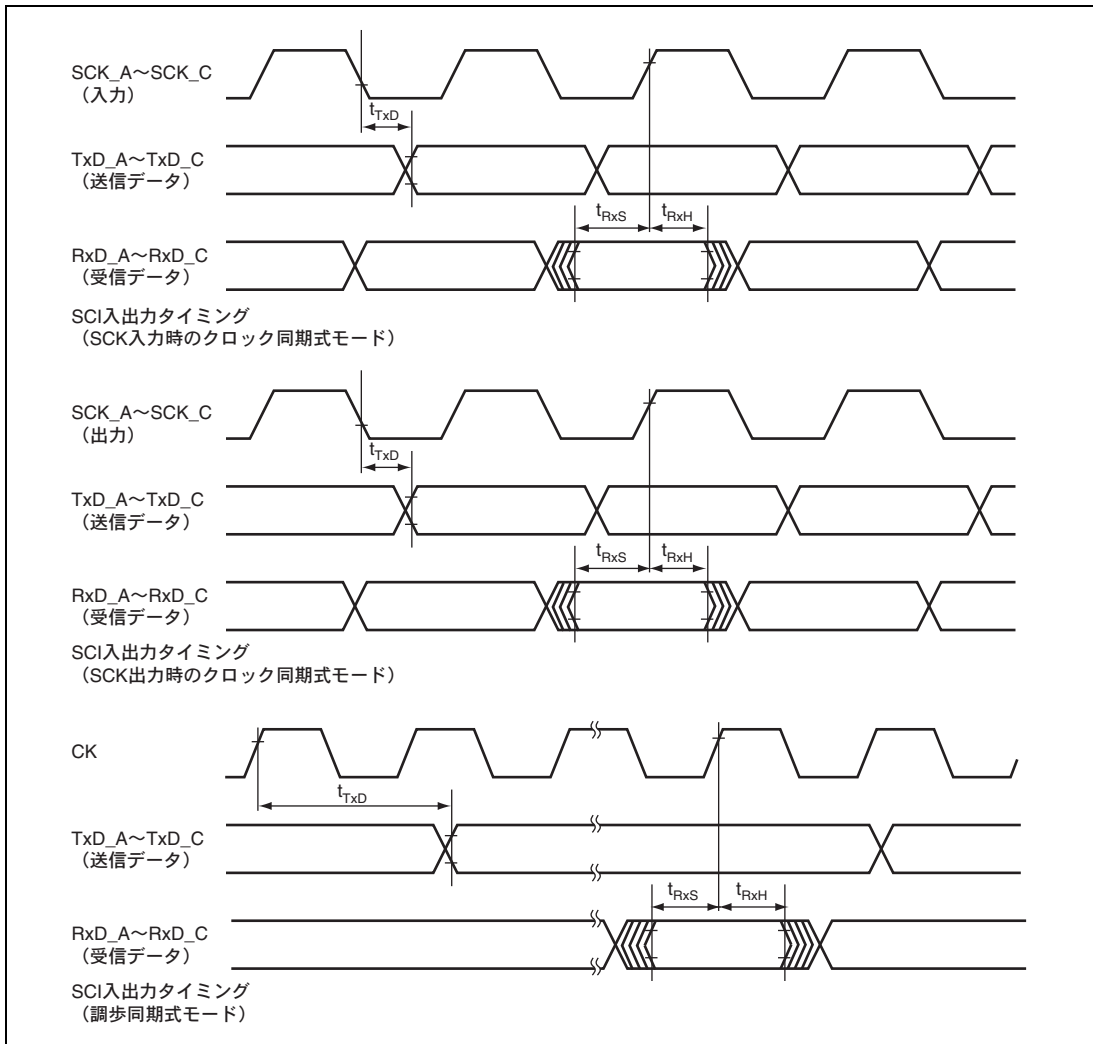 SCK_A〜SCK_C
（入力）
tTxD
TxD_A〜TxD_C
（送信データ）
tRxS
tRxH
RxD_A〜RxD_C
（受信データ）
SCI入出力タイミング
（SCK入力時のクロック同期式モード）
SCK_A〜SCK_C
（出力）
tTxD
TxD_A〜TxD_C
（送信データ）
tRxS
tRxH
RxD_A〜RxD_C
（受信データ）
SCI入出力タイミング
（SCK出力時のクロック同期式モード）
CK
tTxD
TxD_A〜TxD_C
（送信データ）
tRxS
tRxH
RxD_A〜RxD_C
（受信データ）
SCI入出力タイミング
（調歩同期式モード）